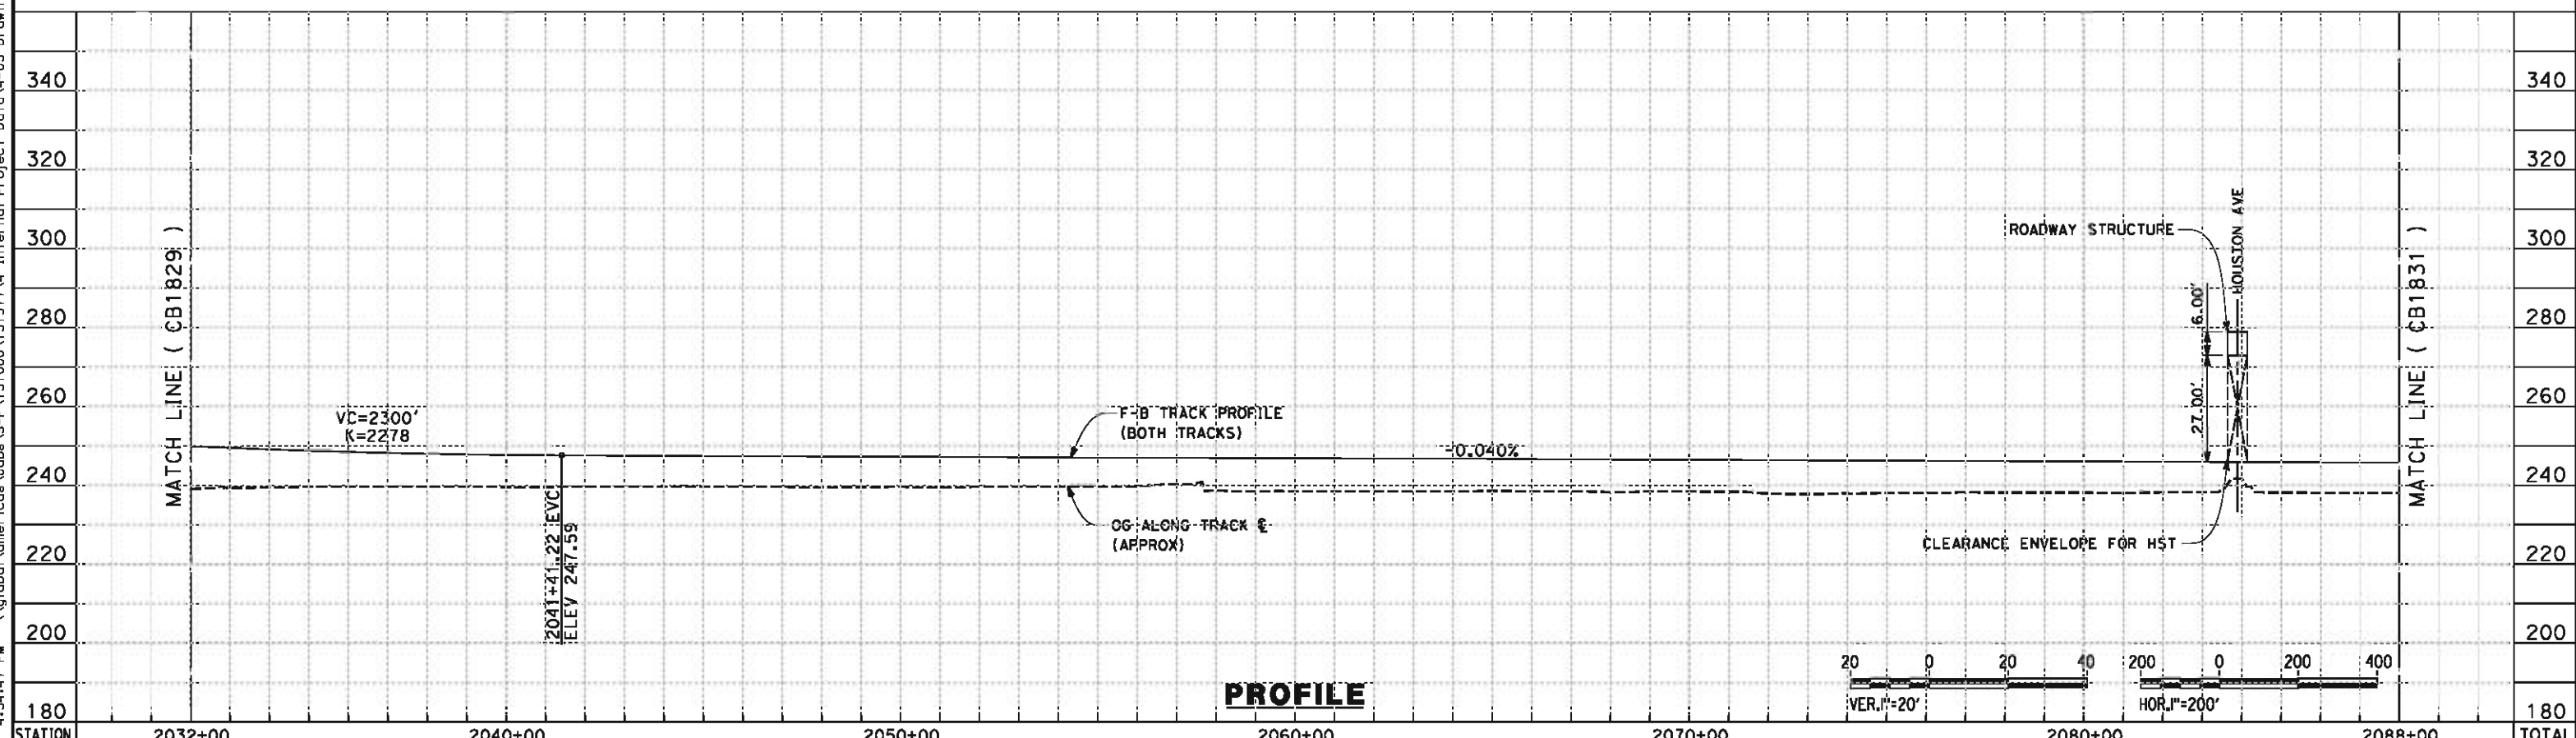 340
340
320
320
300
300
280
280
260
260
240
240
220
220
200
200
180
180
MATCH LINE ( CB1829 )
VC=2300'
K=2278
2041+41.22 EVC
ELEV 247.59
F-B TRACK PROFILE
(BOTH TRACKS)
OG ALONG TRACK ℄
(APPROX)
-0.040%
ROADWAY STRUCTURE
HOUSION AVE
6.00'
27.00'
CLEARANCE ENVELOPE FOR HST
MATCH LINE ( CB1831 )
PROFILE
20 0 20 40
VER.1"=20'
200 0 200 400
HOR.1"=200'
STATION 2032+00 2040+00 2050+00 2060+00 2070+00 2080+00 2088+00 TOTAL